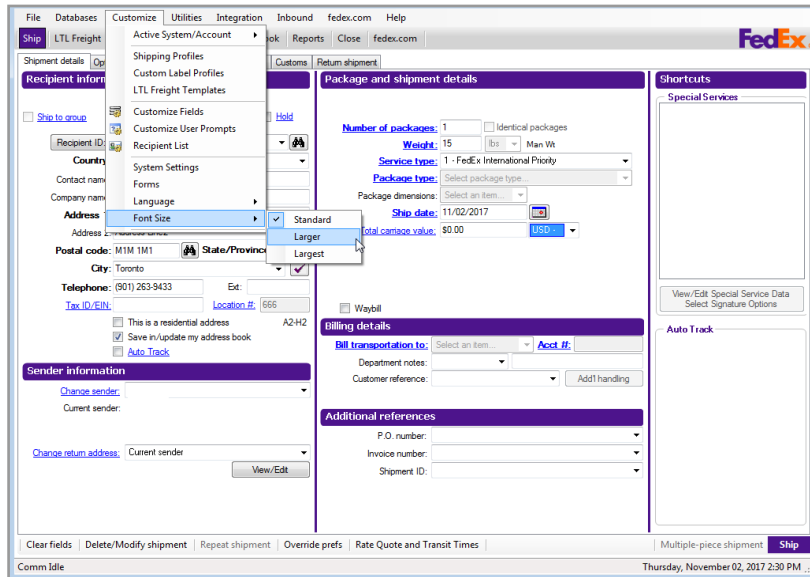 File Databases Customize Utilities Integration Inbound fedex.com Help
Ship LTL Freight ok Reports Close fedex.com
FedEx
Active System/Account
Shipping Profiles
Custom Label Profiles
LTL Freight Templates
Customize Fields
Customize User Prompts
Recipient List
System Settings
Forms
Language
Font Size
Standard
Larger
Largest
Shipment details Op Customs Return shipment
Recipient inform
Ship to group Hold
Recipient ID:
Country
Contact name
Company name
Address 1
Address 2: Address Line2
Postal code: M1M 1M1 State/Province
City: Toronto
Telephone: (901) 263-9433 Ext:
Tax ID/EIN: Location #: 666
This is a residential address A2-H2
Save in/update my address book
Auto Track
Sender information
Change sender:
Current sender:
Change return address: Current sender
View/Edit
Package and shipment details
Number of packages: 1 Identical packages
Weight: 15 lbs Man Wt
Service type: 1 - FedEx International Priority
Package type: Select package type...
Package dimensions: Select an item...
Ship date: 11/02/2017
Total carriage value: $0.00 USD -
Waybill
Billing details
Bill transportation to: Select an item... Acct #:
Department notes:
Customer reference: Add'l handling
Additional references
P.O. number:
Invoice number:
Shipment ID:
Shortcuts
Special Services
View/Edit Special Service Data
Select Signature Options
Auto Track
Clear fields Delete/Modify shipment Repeat shipment Override prefs Rate Quote and Transit Times Multiple-piece shipment Ship
Comm Idle Thursday, November 02, 2017 2:30 PM